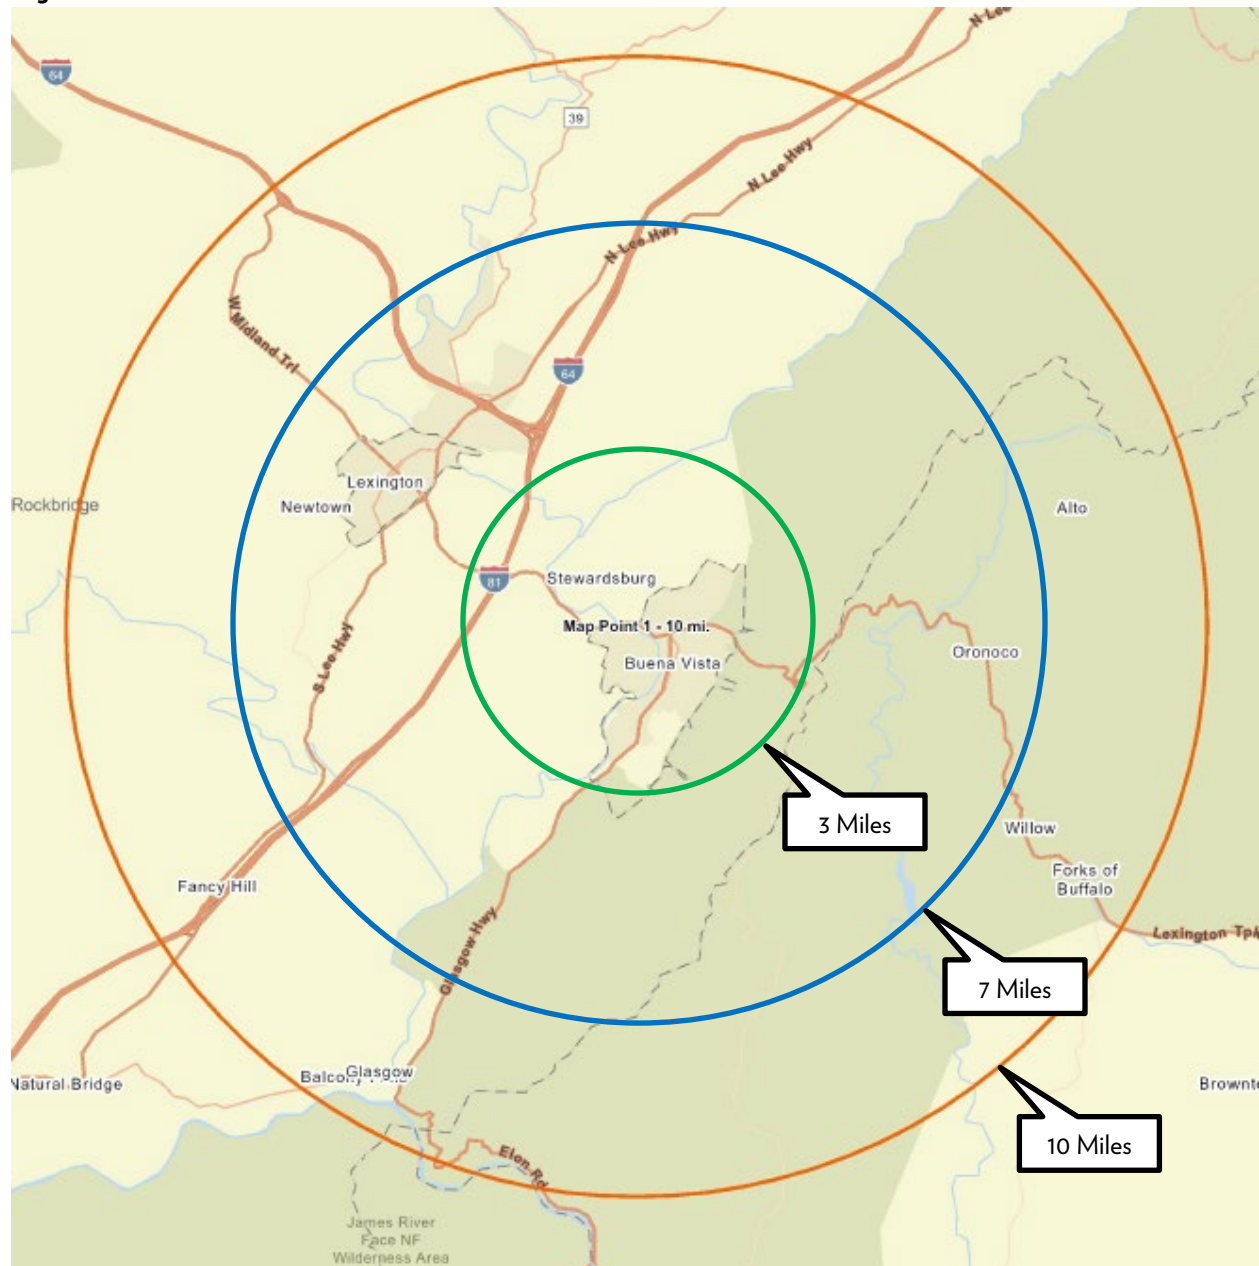 N Lee
64
39
N Lee Hwy
N Lee Hwy
W Midland Trl
64
Lexington
Rockbridge
Newtown
Alto
81
Stewardsburg
Map Point 1 - 10 mi.
S Lee Hwy
Buena Vista
Oronoco
3 Miles
Willow
Forks of
Buffalo
Fancy Hill
Lexington Tpk
Glasgow Hwy
7 Miles
Natural Bridge
Glasgow
Brownt
10 Miles
Elon Rd
James River
Face NF
Wilderness Area